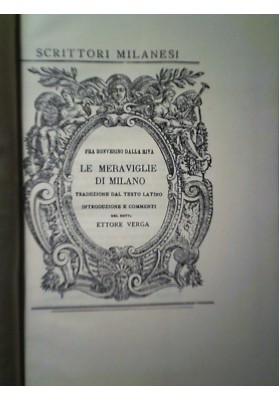 SCRITTORI MILANESI
FRA BONVESINO DALLA RIVA
LE MERAVIGLIE
DI MILANO
TRADUZIONE DAL TESTO LATINO
INTRODUZIONE E COMMENTI
DEL DOTT.
ETTORE VERGA